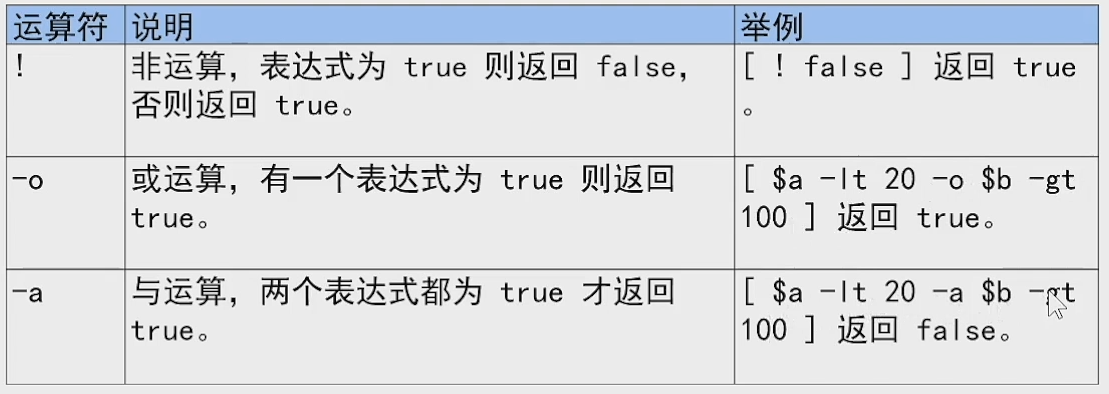 运算符 说明 举例
! 非运算，表达式为 true 则返回 false， [ ! false ] 返回 true
否则返回 true。 。
-o 或运算，有一个表达式为 true 则返回 [ $a -lt 20 -o $b -gt
true。 100 ] 返回 true。
-a 与运算，两个表达式都为 true 才返回 [ $a -lt 20 -a $b -gt
true。 100 ] 返回 false。